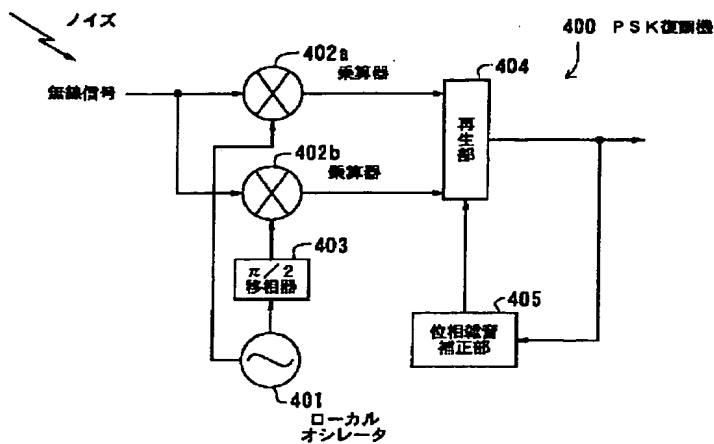 ノイズ
400 PSK復調機
402a
乗算器
404
無線信号
再生部
402b
乗算器
403
π/2
移相器
405
位相雑音
補正部
401
ローカル
オシレータ